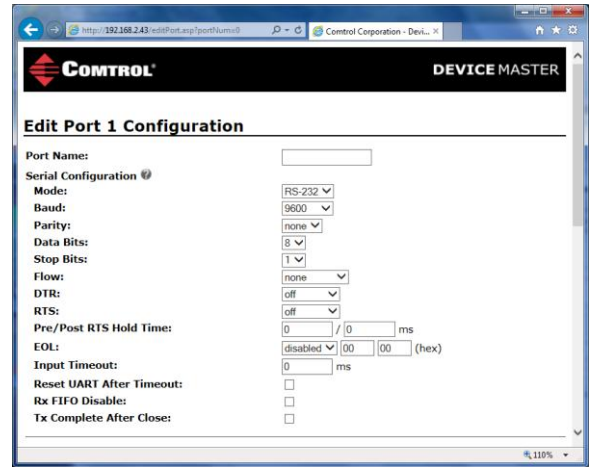 http://192.168.2.43/editPort.asp?portNum=0
Comtrol Corporation - Devi...
COMTROL
DEVICEMASTER
Edit Port 1 Configuration
Port Name:
Serial Configuration
Mode: RS-232
Baud: 9600
Parity: none
Data Bits: 8
Stop Bits: 1
Flow: none
DTR: off
RTS: off
Pre/Post RTS Hold Time: 0 / 0 ms
EOL: disabled 00 00 (hex)
Input Timeout: 0 ms
Reset UART After Timeout:
Rx FIFO Disable:
Tx Complete After Close:
110%